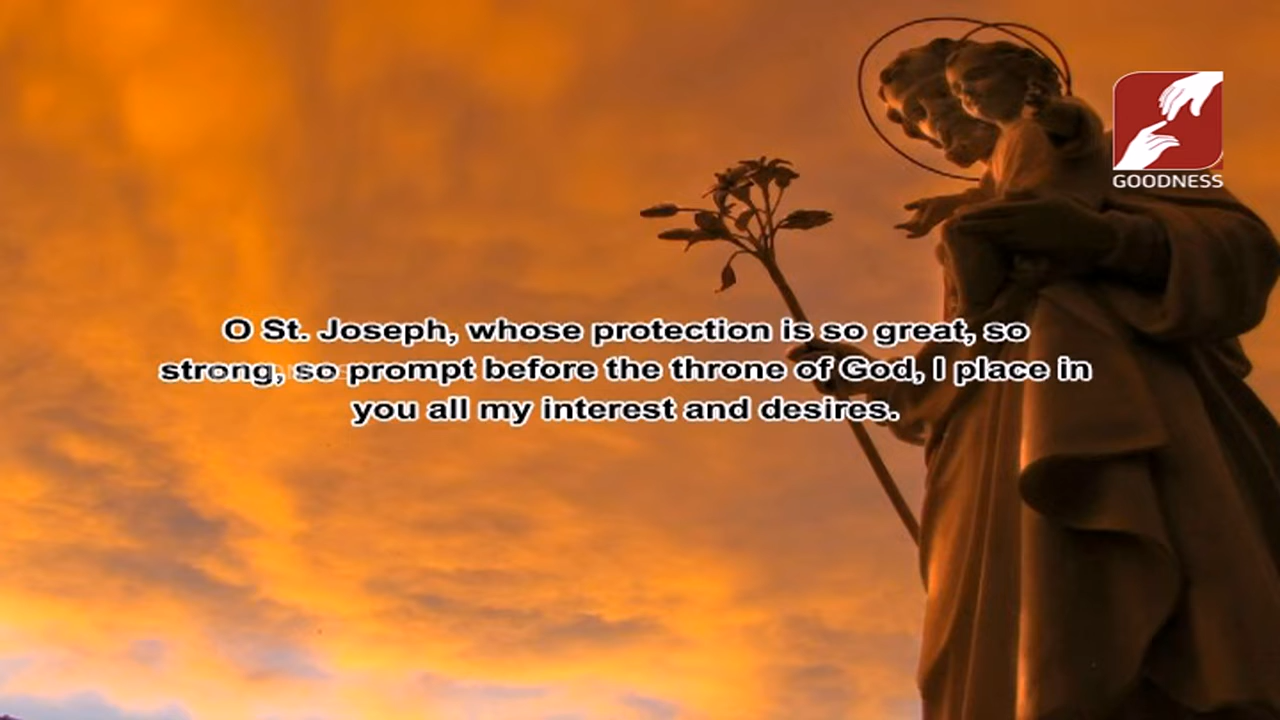 GOODNESS
O St. Joseph, whose protection is so great, so
strong, so prompt before the throne of God, I place in
you all my interest and desires.